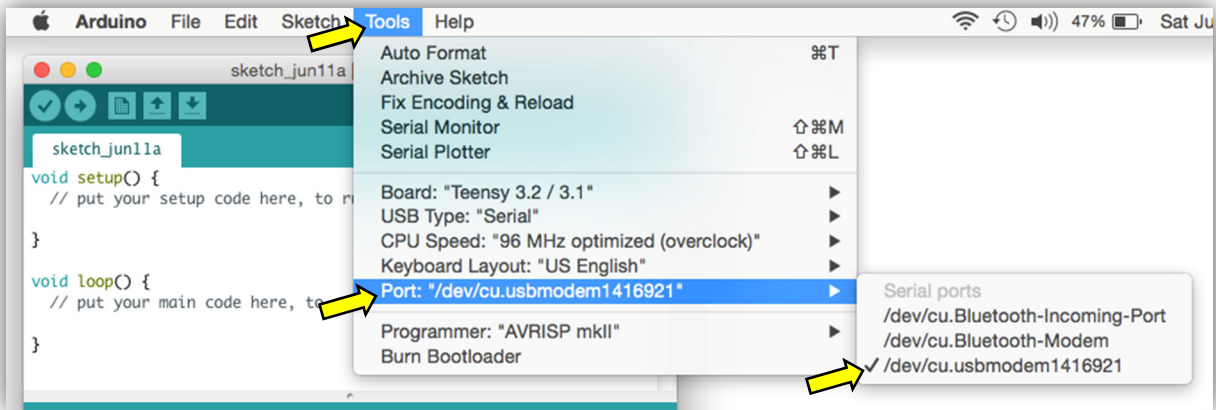 Arduino File Edit Sketch Tools Help 47% Sat Ju
sketch_jun11a
sketch_jun11a
void setup() {
// put your setup code here, to r
}
void loop() {
// put your main code here, to
}
Auto Format ⌘T
Archive Sketch
Fix Encoding & Reload
Serial Monitor ⇧⌘M
Serial Plotter ⇧⌘L
Board: "Teensy 3.2 / 3.1"
USB Type: "Serial"
CPU Speed: "96 MHz optimized (overclock)"
Keyboard Layout: "US English"
Port: "/dev/cu.usbmodem1416921"
Programmer: "AVRISP mkII"
Burn Bootloader
Serial ports
/dev/cu.Bluetooth-Incoming-Port
/dev/cu.Bluetooth-Modem
✓ /dev/cu.usbmodem1416921